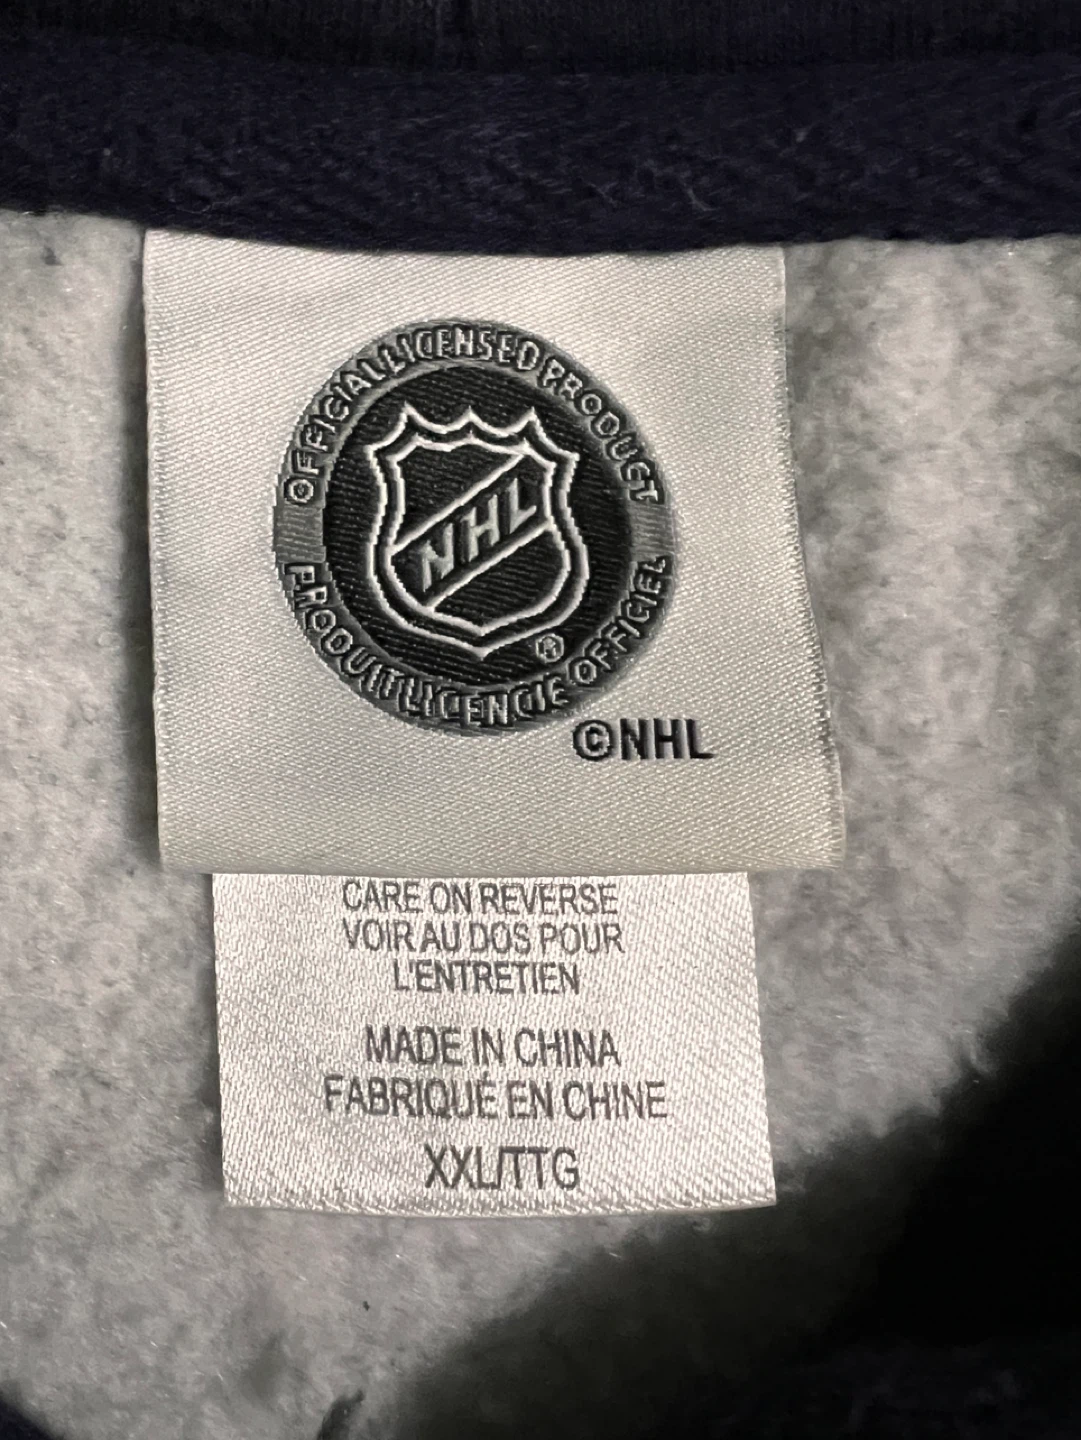 OFFICIAL LICENSED PRODUCT
NHL
®
PRODUIT LICENCIE OFFICIEL
©NHL
CARE ON REVERSE
VOIR AU DOS POUR
L'ENTRETIEN
MADE IN CHINA
FABRIQUÉ EN CHINE
XXL/TTG